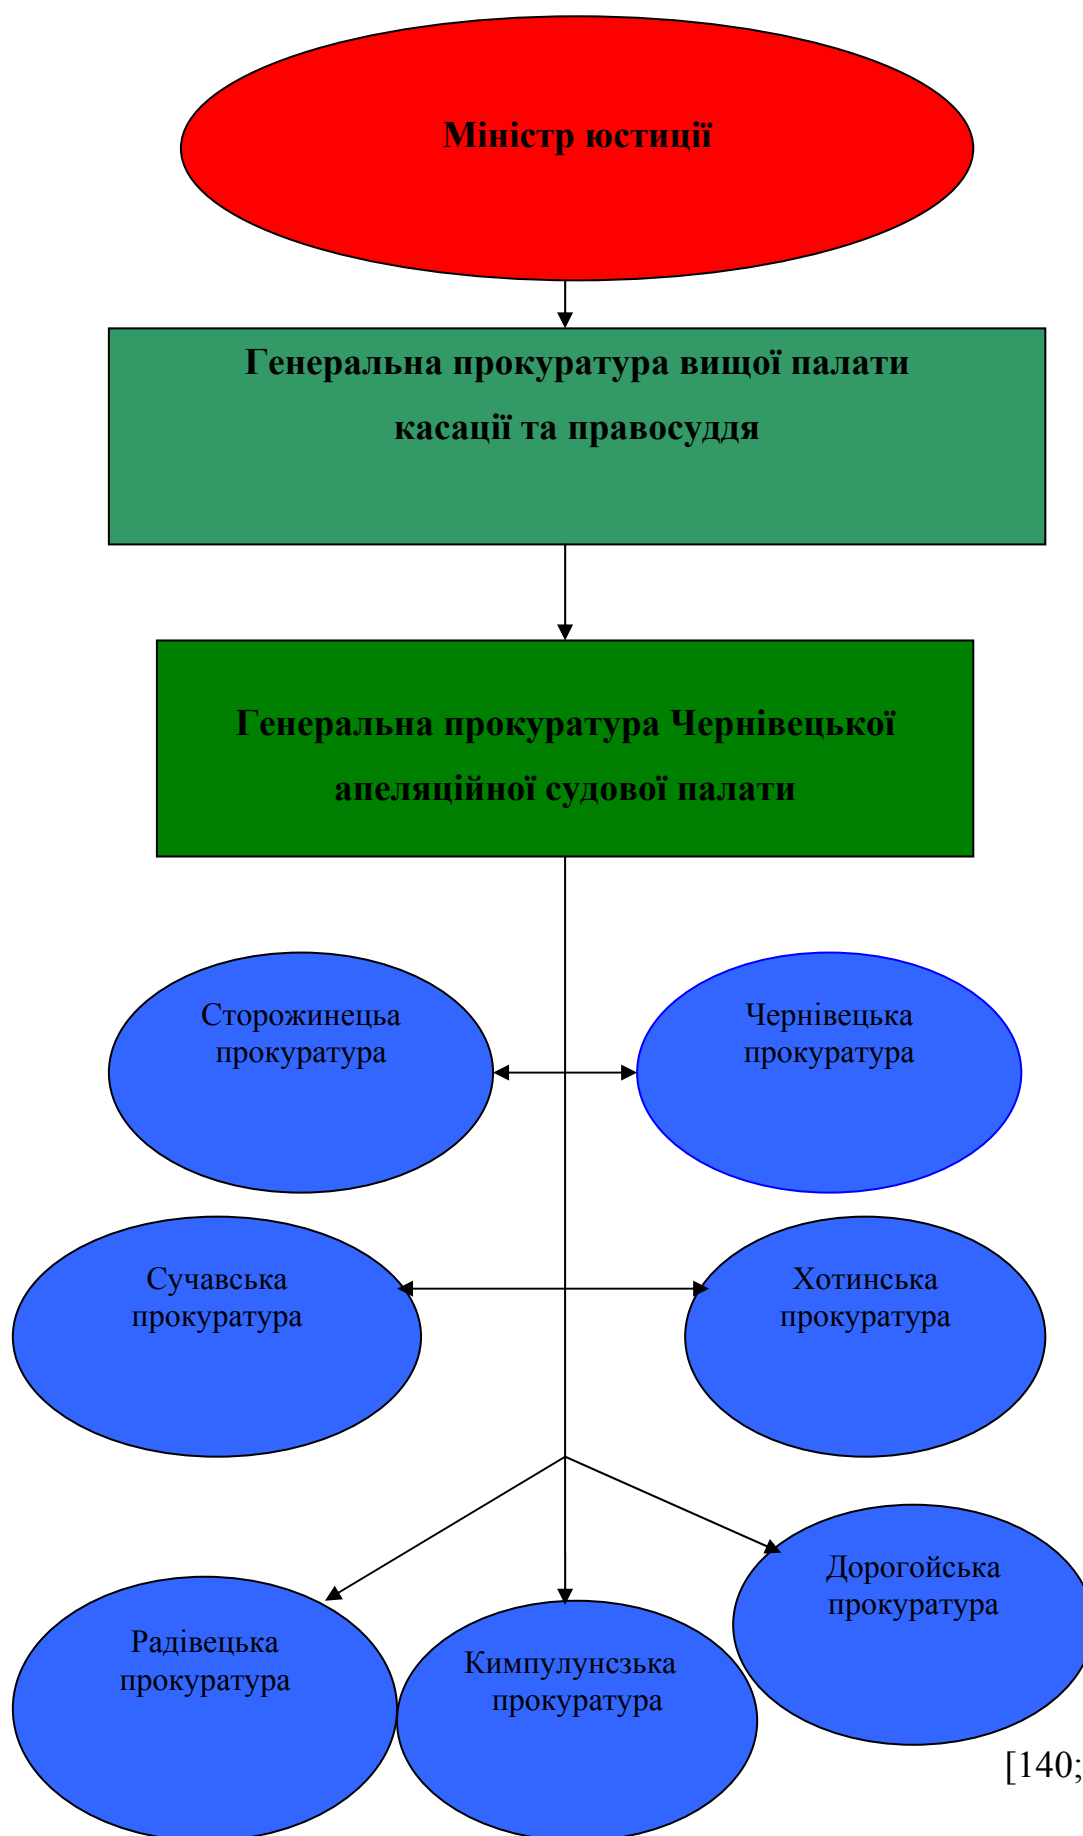 Міністр юстиції
Генеральна прокуратура вищої палати
касації та правосуддя
Генеральна прокуратура Чернівецької
апеляційної судової палати
Сторожинецьа
прокуратура
Чернівецька
прокуратура
Сучавська
прокуратура
Хотинська
прокуратура
Дорогойська
прокуратура
Радівецька
прокуратура
Кимпулунсзька
прокуратура
[140;